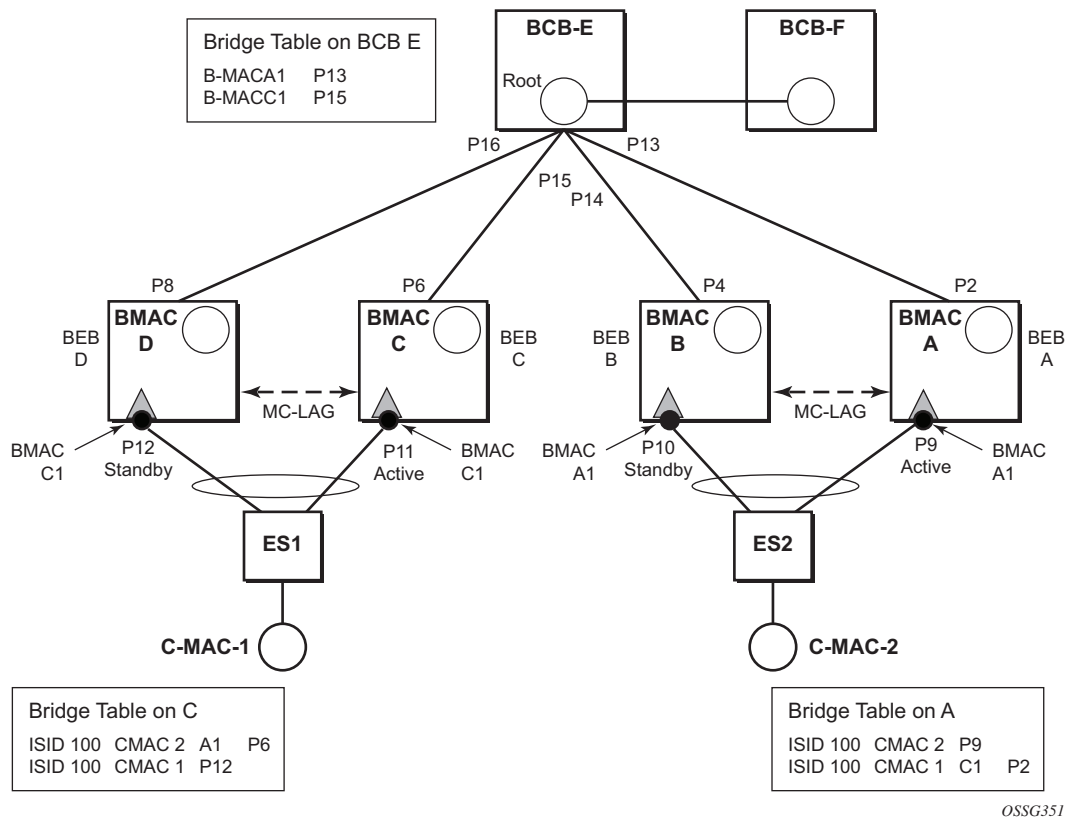 Bridge Table on BCB E
B-MACA1 P13
B-MACC1 P15
BCB-E
Root
BCB-F
P16
P15
P14
P13
P8
P6
P4
P2
BEB
D
BMAC
D
BMAC
C
BEB
C
BEB
B
BMAC
B
BMAC
A
BEB
A
MC-LAG
MC-LAG
BMAC
C1
P12
Standby
P11
Active
BMAC
C1
BMAC
A1
P10
Standby
P9
Active
BMAC
A1
ES1
ES2
C-MAC-1
C-MAC-2
Bridge Table on C
ISID 100 CMAC 2 A1 P6
ISID 100 CMAC 1 P12
Bridge Table on A
ISID 100 CMAC 2 P9
ISID 100 CMAC 1 C1 P2
OSSG351